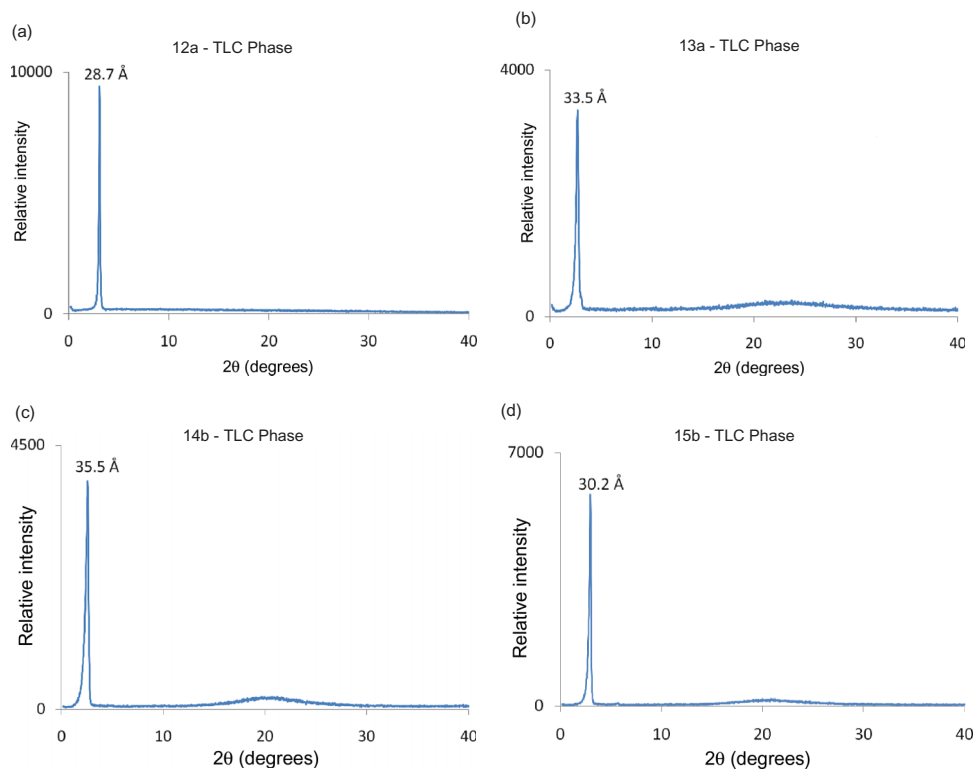 (a)
12a - TLC Phase
10000
28.7 Å
Relative intensity
0
0 10 20 30 40
2θ (degrees)
(b)
13a - TLC Phase
4000
33.5 Å
Relative intensity
0
0 10 20 30 40
2θ (degrees)
(c)
14b - TLC Phase
4500
35.5 Å
Relative intensity
0
0 10 20 30 40
2θ (degrees)
(d)
15b - TLC Phase
7000
30.2 Å
Relative intensity
0
0 10 20 30 40
2θ (degrees)